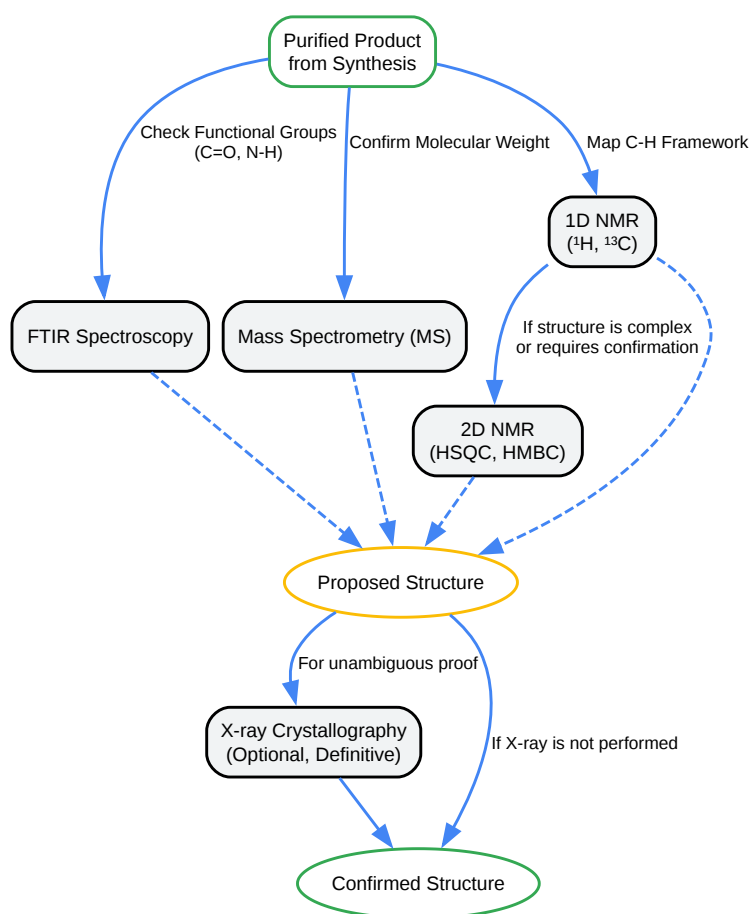 Purified Product
from Synthesis
Check Functional Groups
(C=O, N-H)
Confirm Molecular Weight
Map C-H Framework
1D NMR
(¹H, ¹³C)
FTIR Spectroscopy
Mass Spectrometry (MS)
If structure is complex
or requires confirmation
2D NMR
(HSQC, HMBC)
Proposed Structure
For unambiguous proof
X-ray Crystallography
(Optional, Definitive)
If X-ray is not performed
Confirmed Structure